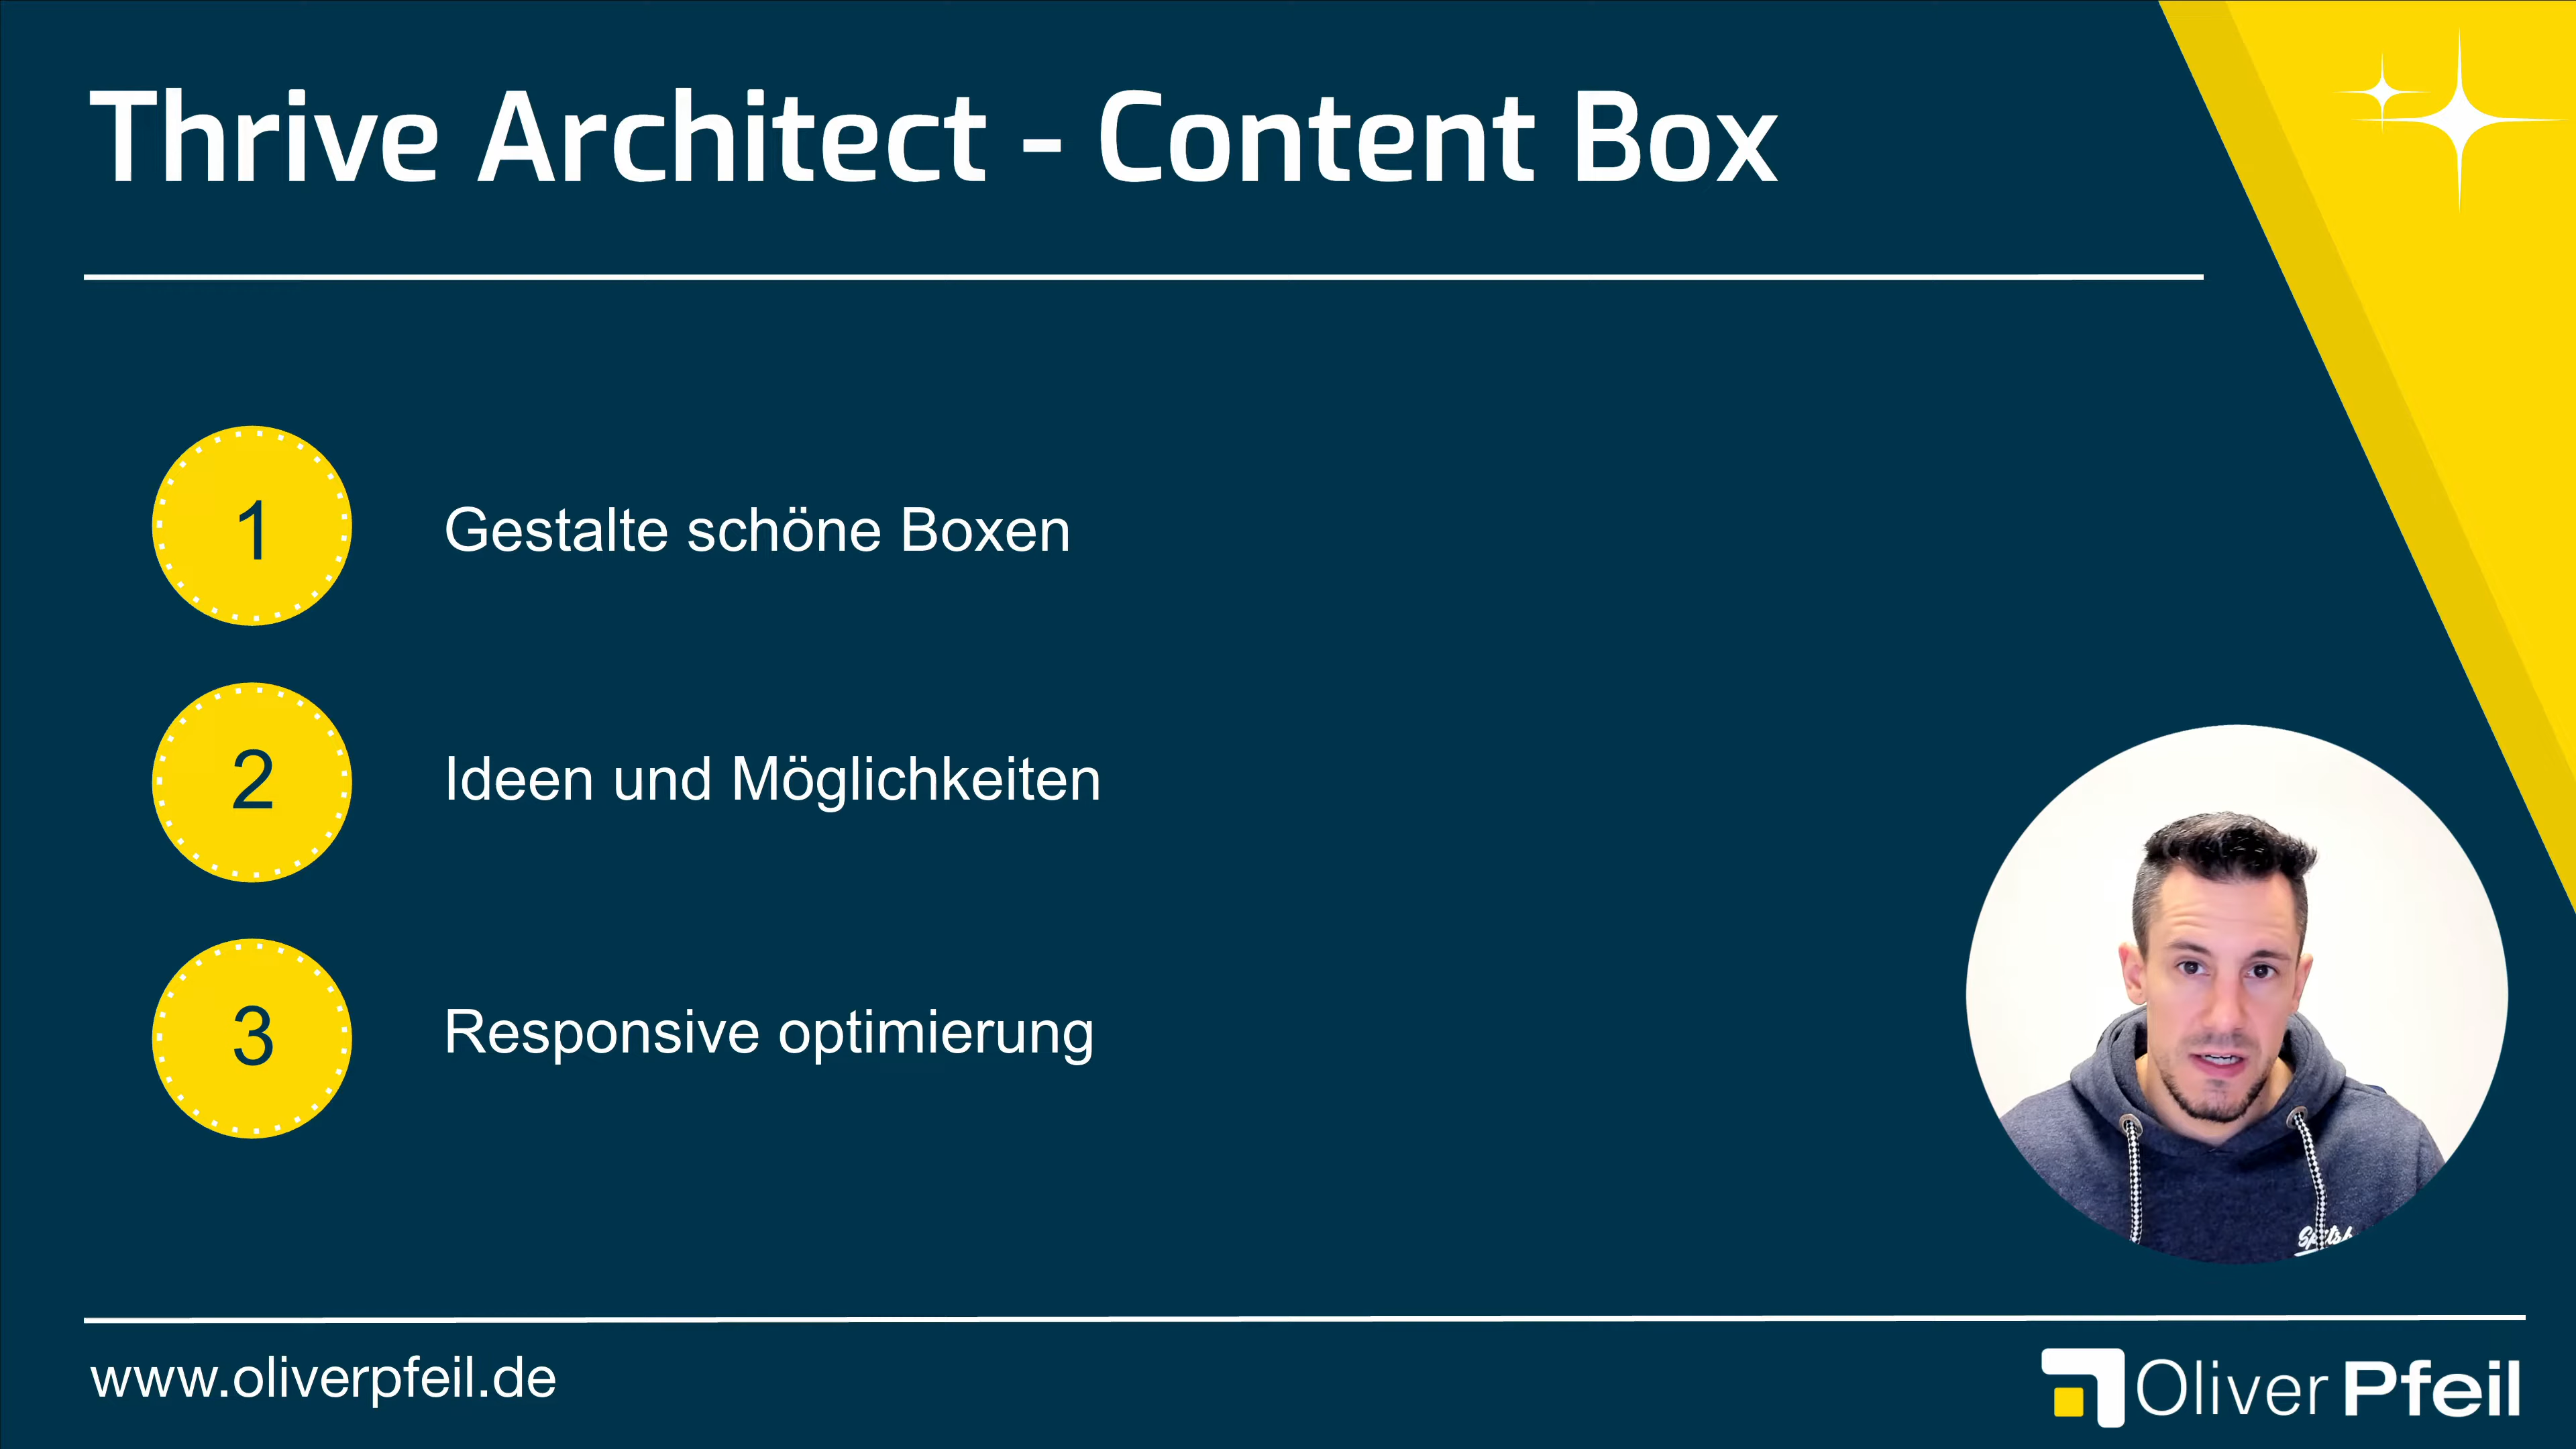 Thrive Architect - Content Box
1
Gestalte schöne Boxen
2
Ideen und Möglichkeiten
3
Responsive optimierung
www.oliverpfeil.de
Oliver Pfeil